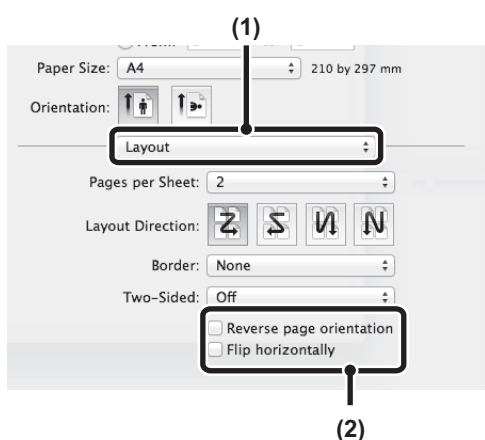 (1)
Paper Size: A4 210 by 297 mm
Orientation:
Layout
Pages per Sheet: 2
Layout Direction:
Border: None
Two-Sided: Off
Reverse page orientation
Flip horizontally
(2)